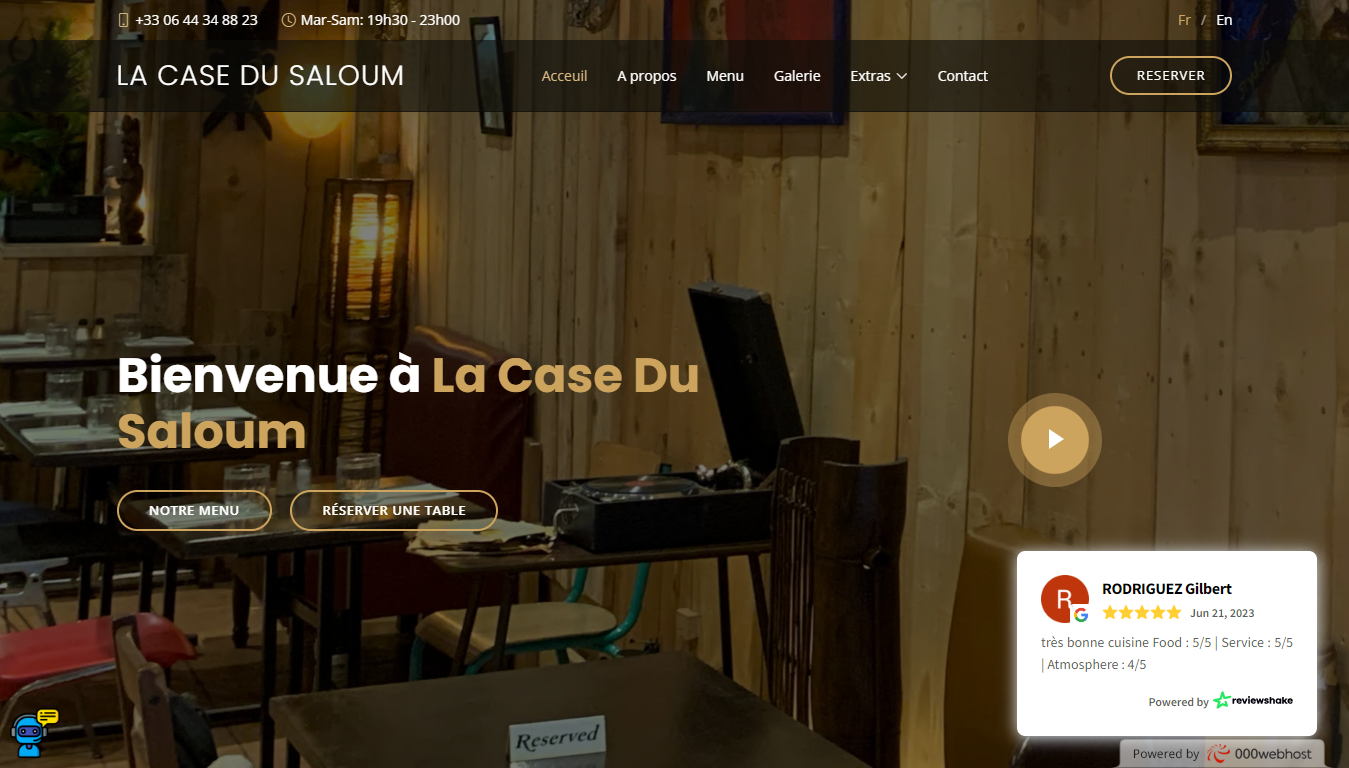 +33 06 44 34 88 23 Mar-Sam: 19h30 - 23h00 Fr / En
LA CASE DU SALOUM Acceuil A propos Menu Galerie Extras Contact RESERVER
Bienvenue à La Case Du
Saloum
NOTRE MENU RÉSERVER UNE TABLE
RODRIGUEZ Gilbert
Jun 21, 2023
très bonne cuisine Food : 5/5 | Service : 5/5
| Atmosphere : 4/5
Powered by reviewshake
Reserved
Powered by 000webhost